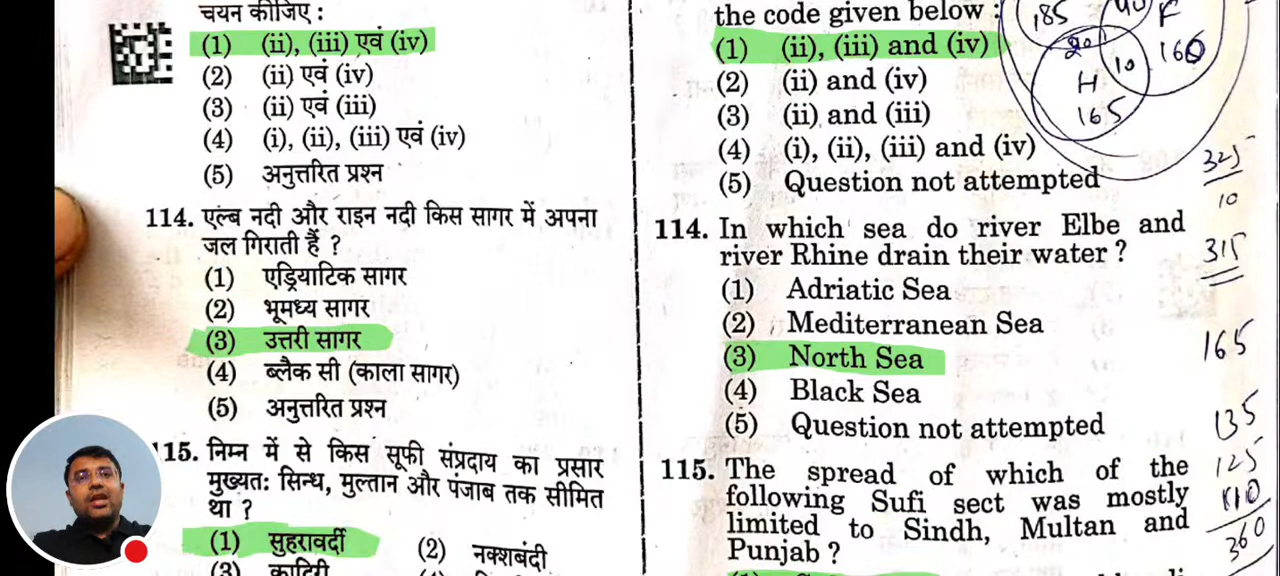 चयन कीजिए :
(1) (ii), (iii) एवं (iv)
(2) (ii) एवं (iv)
(3) (ii) एवं (iii)
(4) (i), (ii), (iii) एवं (iv)
(5) अनुत्तरित प्रश्न
114. एल्ब नदी और राइन नदी किस सागर में अपना
जल गिराती हैं ?
(1) एड्रियाटिक सागर
(2) भूमध्य सागर
(3) उत्तरी सागर
(4) ब्लैक सी (काला सागर)
(5) अनुत्तरित प्रश्न
115. निम्न में से किस सूफी संप्रदाय का प्रसार
मुख्यत: सिन्ध, मुल्तान और पंजाब तक सीमित
था ?
(1) सुहरावर्दी (2) नक्शबंदी
(3) कादिरी
the code given below :
(1) (ii), (iii) and (iv)
(2) (ii) and (iv)
(3) (ii) and (iii)
(4) (i), (ii), (iii) and (iv)
(5) Question not attempted
114. In which sea do river Elbe and
river Rhine drain their water ?
(1) Adriatic Sea
(2) Mediterranean Sea
(3) North Sea
(4) Black Sea
(5) Question not attempted
115. The spread of which of the
following Sufi sect was mostly
limited to Sindh, Multan and
Punjab ?
185 40 F
20 160
H 10
165
325
10
315
165
135
125
110
360